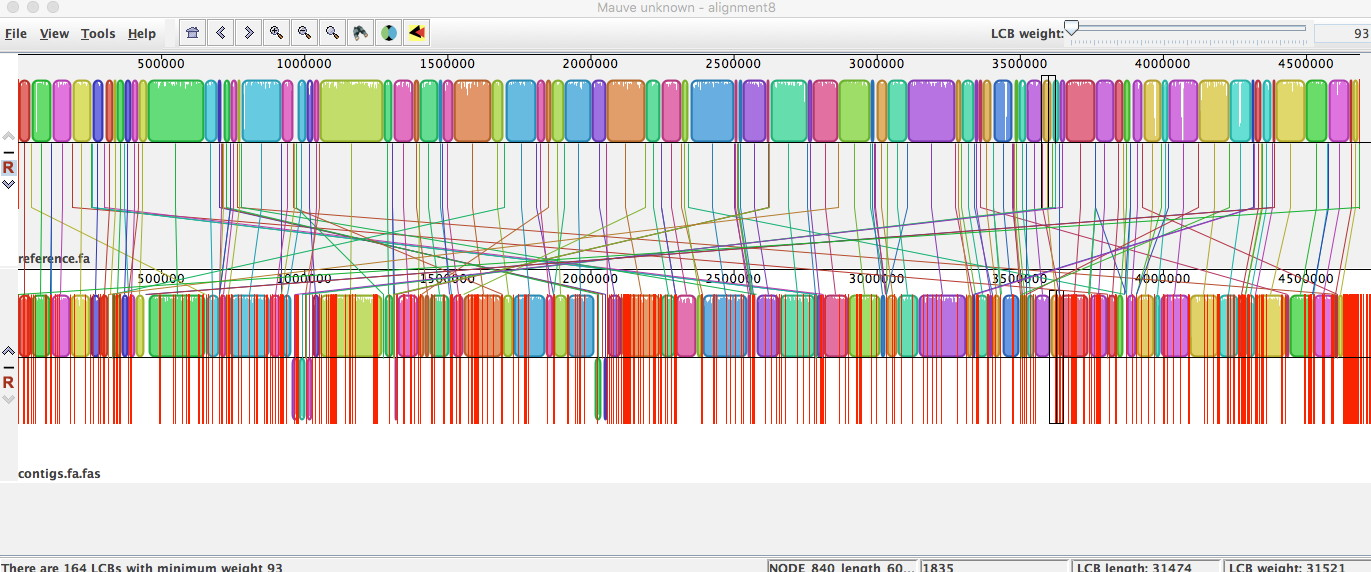 Mauve unknown - alignment8
File View Tools Help LCB weight: 93
500000 1000000 1500000 2000000 2500000 3000000 3500000 4000000 4500000
R
reference.fa
500000 1000000 1500000 2000000 2500000 3000000 3500000 4000000 4500000
R
contigs.fa.fas
There are 164 LCBs with minimum weight 93 NODE_840_length_60... 1835 LCB length: 31474 LCB weight: 31521